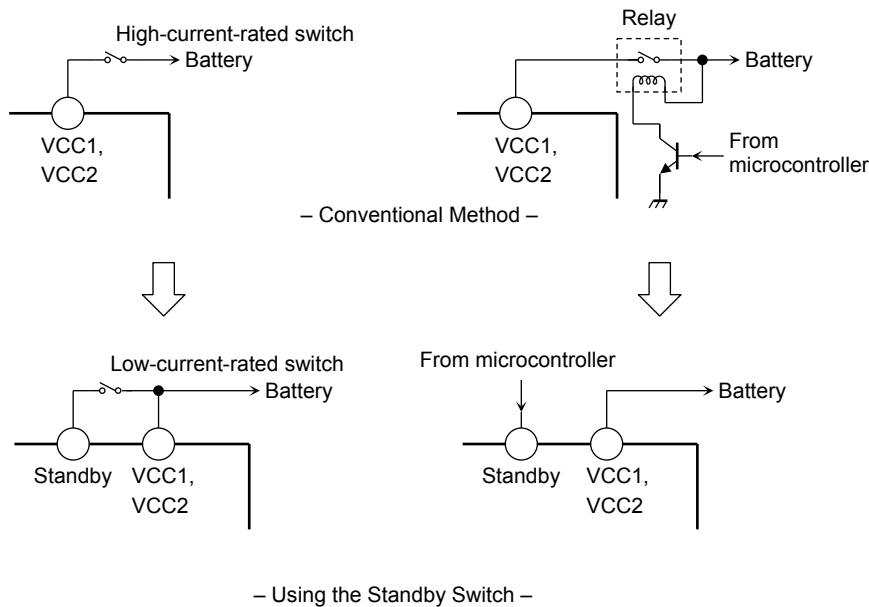 High-current-rated switch
Battery
VCC1,
VCC2
Relay
Battery
VCC1,
VCC2
From
microcontroller
– Conventional Method –
Low-current-rated switch
Battery
Standby
VCC1,
VCC2
From microcontroller
Battery
Standby
VCC1,
VCC2
– Using the Standby Switch –